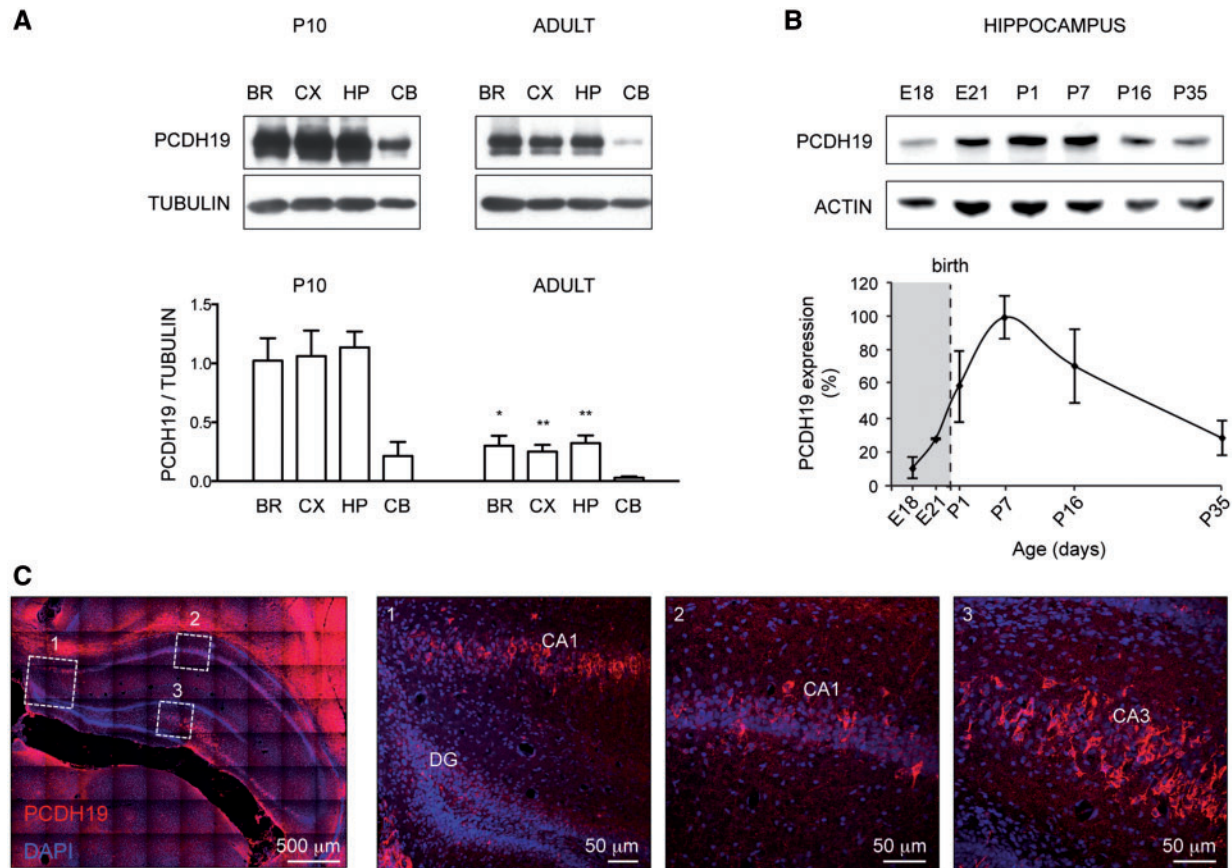 A
P10
ADULT
BR CX HP CB
BR CX HP CB
PCDH19
TUBULIN
P10
ADULT
PCDH19 / TUBULIN
1.5
1.0
0.5
0.0
*
**
**
BR CX HP CB
BR CX HP CB
B
HIPPOCAMPUS
E18 E21 P1 P7 P16 P35
PCDH19
ACTIN
birth
PCDH19 expression
(%)
120
100
80
60
40
20
0
E18 E21 P1 P7 P16 P35
Age (days)
C
1
2
3
PCDH19
DAPI
500 μm
1
CA1
DG
50 μm
2
CA1
50 μm
3
CA3
50 μm